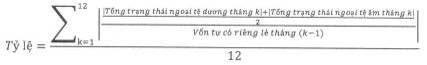 12
|Tổng trạng thái ngoại tệ dương tháng k|+|Tổng trạng thái ngoại tệ âm tháng k|
2
Tỷ lệ =
∑
k=1
Vốn tự có riêng lẻ tháng (k−1)
12